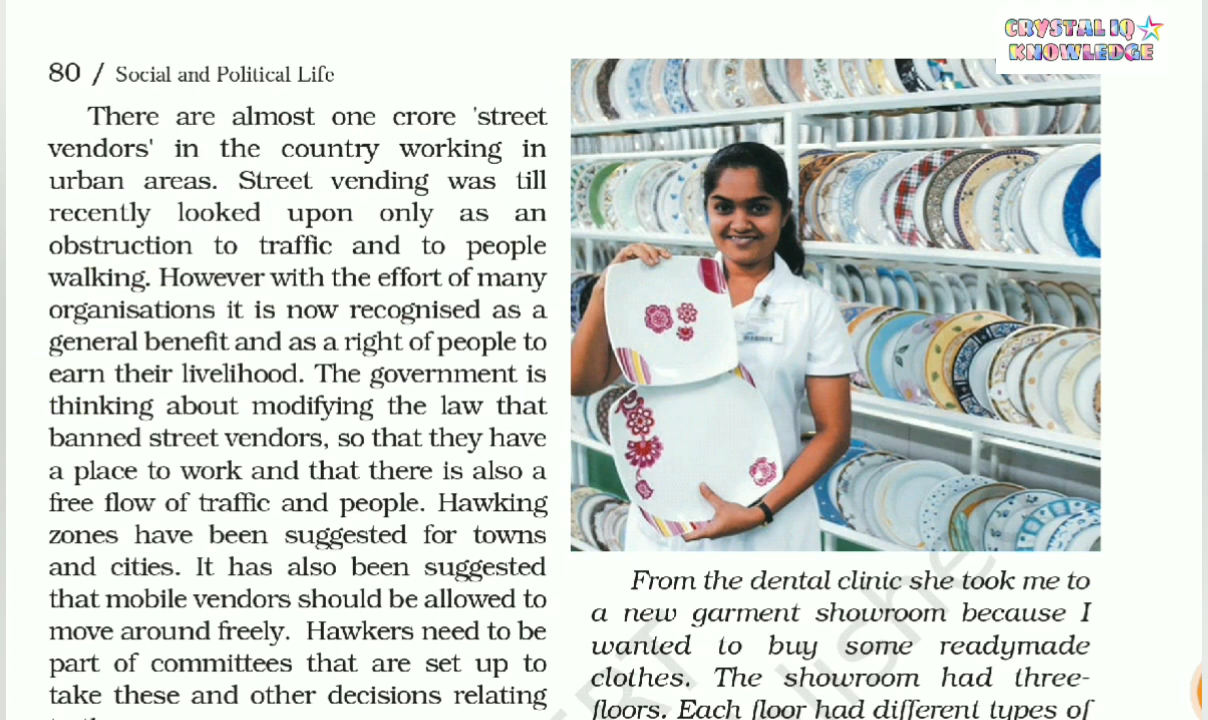 CRYSTAL IQ
KNOWLEDGE
80 / Social and Political Life
There are almost one crore 'street
vendors' in the country working in
urban areas. Street vending was till
recently looked upon only as an
obstruction to traffic and to people
walking. However with the effort of many
organisations it is now recognised as a
general benefit and as a right of people to
earn their livelihood. The government is
thinking about modifying the law that
banned street vendors, so that they have
a place to work and that there is also a
free flow of traffic and people. Hawking
zones have been suggested for towns
and cities. It has also been suggested
that mobile vendors should be allowed to
move around freely. Hawkers need to be
part of committees that are set up to
take these and other decisions relating
From the dental clinic she took me to
a new garment showroom because I
wanted to buy some readymade
clothes. The showroom had three-
floors. Each floor had different types of